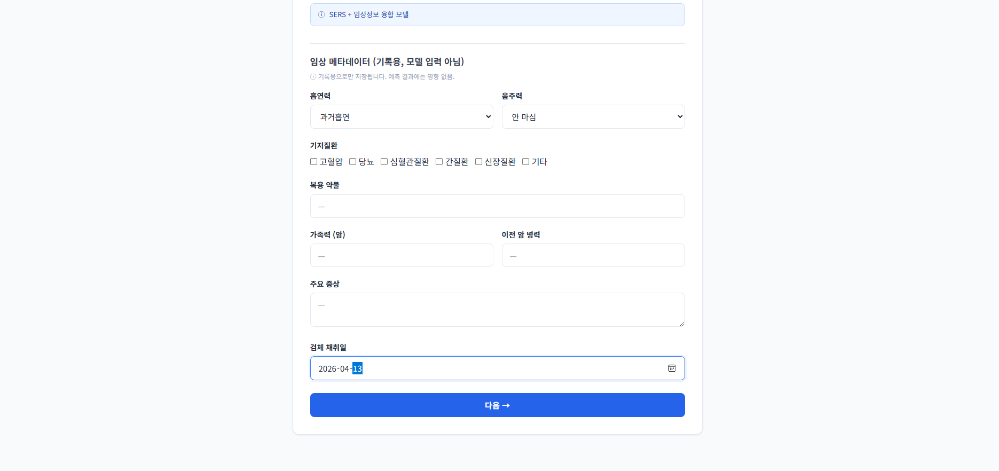 ⓘ SERS + 임상정보 융합 모델
임상 메타데이터 (기록용, 모델 입력 아님)
ⓘ 기록용으로만 저장됩니다. 예측 결과에는 영향 없음.
흡연력 음주력
과거흡연 안 마심
기저질환
고혈압 당뇨 심혈관질환 간질환 신장질환 기타
복용 약물
—
가족력 (암) 이전 암 병력
— —
주요 증상
—
검체 채취일
2026-04-13
다음 →